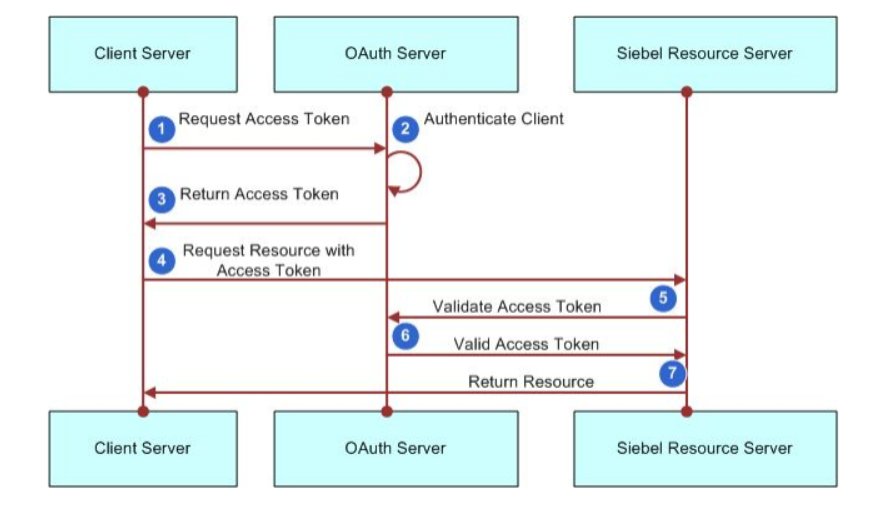 Client Server
OAuth Server
Siebel Resource Server
1
Request Access Token
2
Authenticate Client
3
Return Access Token
4
Request Resource with
Access Token
5
Validate Access Token
6
Valid Access Token
7
Return Resource
Client Server
OAuth Server
Siebel Resource Server